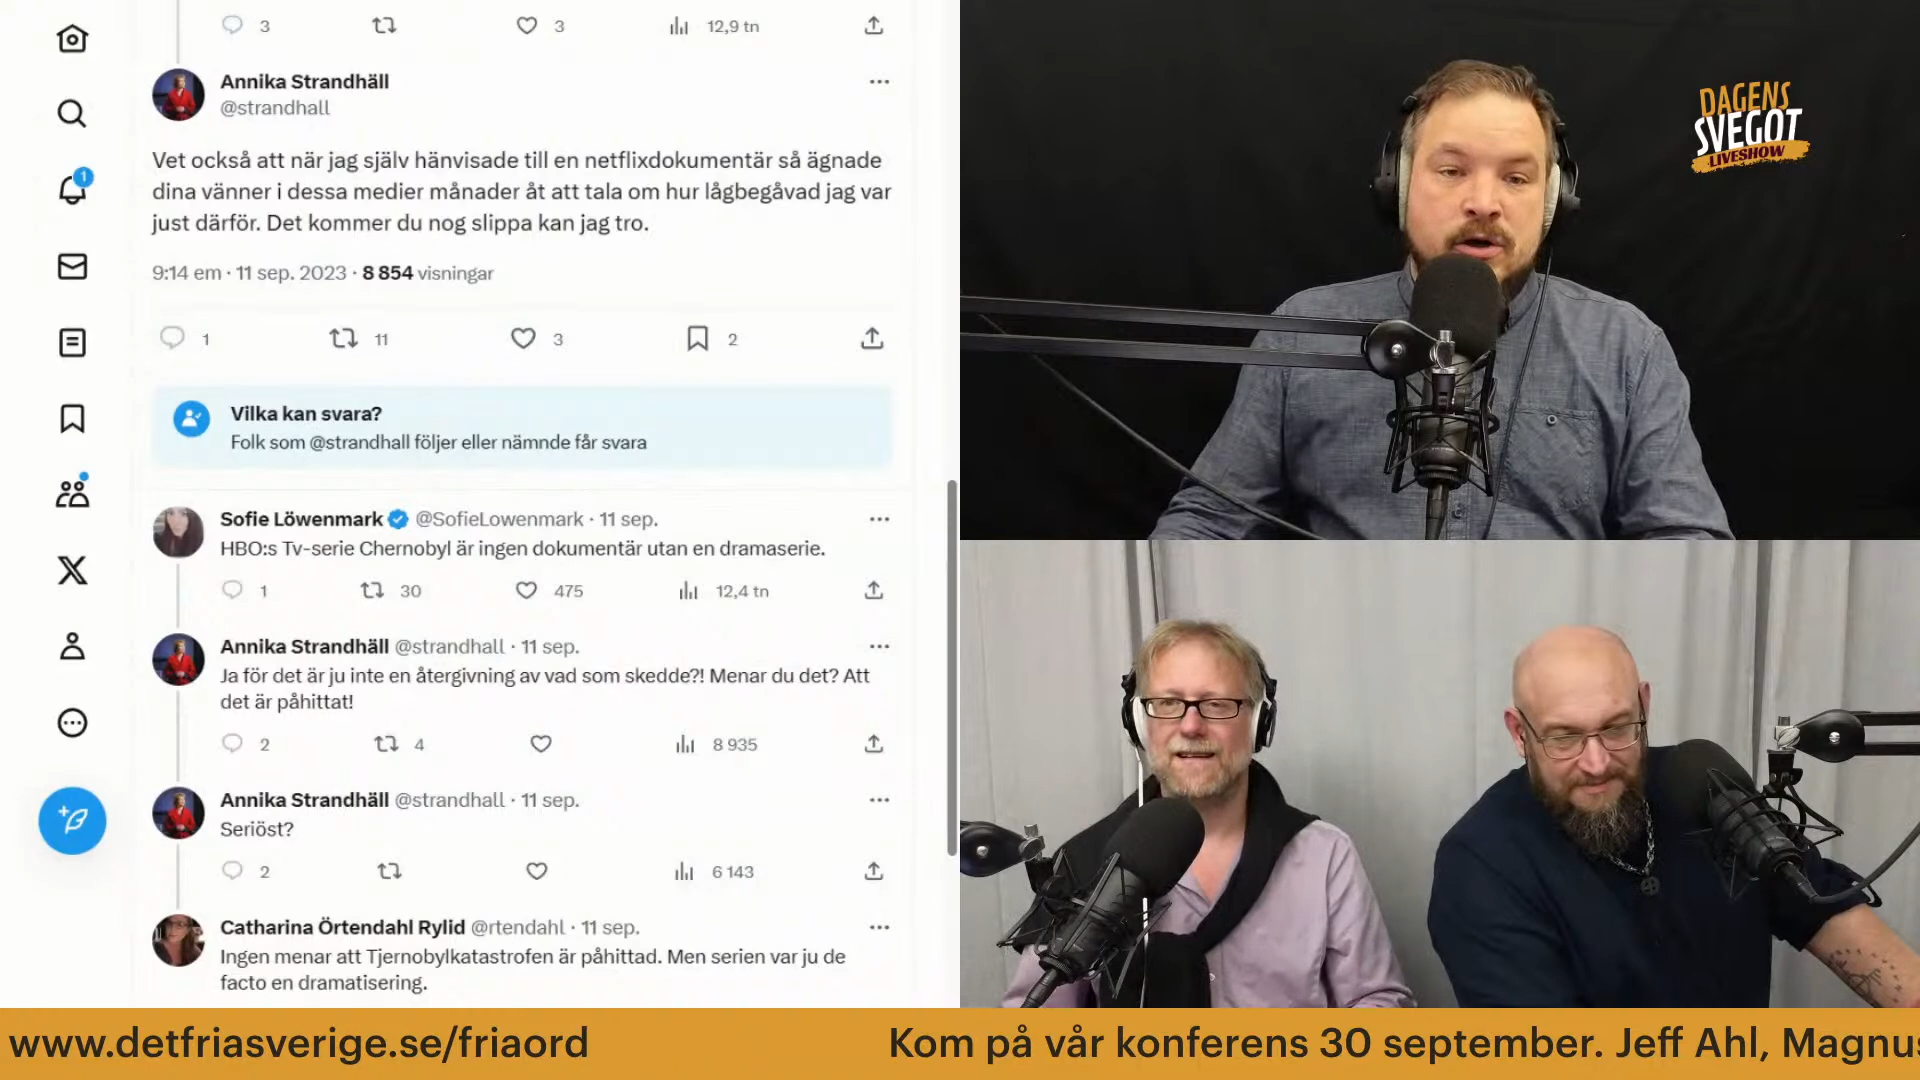 3
3
12,9 tn
Annika Strandhäll
@strandhall
Vet också att när jag själv hänvisade till en netflixdokumentär så ägnade
dina vänner i dessa medier månader åt att tala om hur lågbegåvad jag var
just därför. Det kommer du nog slippa kan jag tro.
9:14 em · 11 sep. 2023 · 8 854 visningar
1
11
3
2
Vilka kan svara?
Folk som @strandhall följer eller nämnde får svara
Sofie Löwenmark @SofieLowenmark · 11 sep.
HBO:s Tv-serie Chernobyl är ingen dokumentär utan en dramaserie.
1
30
475
12,4 tn
Annika Strandhäll @strandhall · 11 sep.
Ja för det är ju inte en återgivning av vad som skedde?! Menar du det? Att
det är påhittat!
2
4
8 935
Annika Strandhäll @strandhall · 11 sep.
Seriöst?
2
6 143
Catharina Örtendahl Rylid @rtendahl · 11 sep.
Ingen menar att Tjernobylkatastrofen är påhittad. Men serien var ju de
facto en dramatisering.
1
DAGENS
SVEGOT
LIVESHOW
www.detfriasverige.se/friaord
Kom på vår konferens 30 september. Jeff Ahl, Magnus